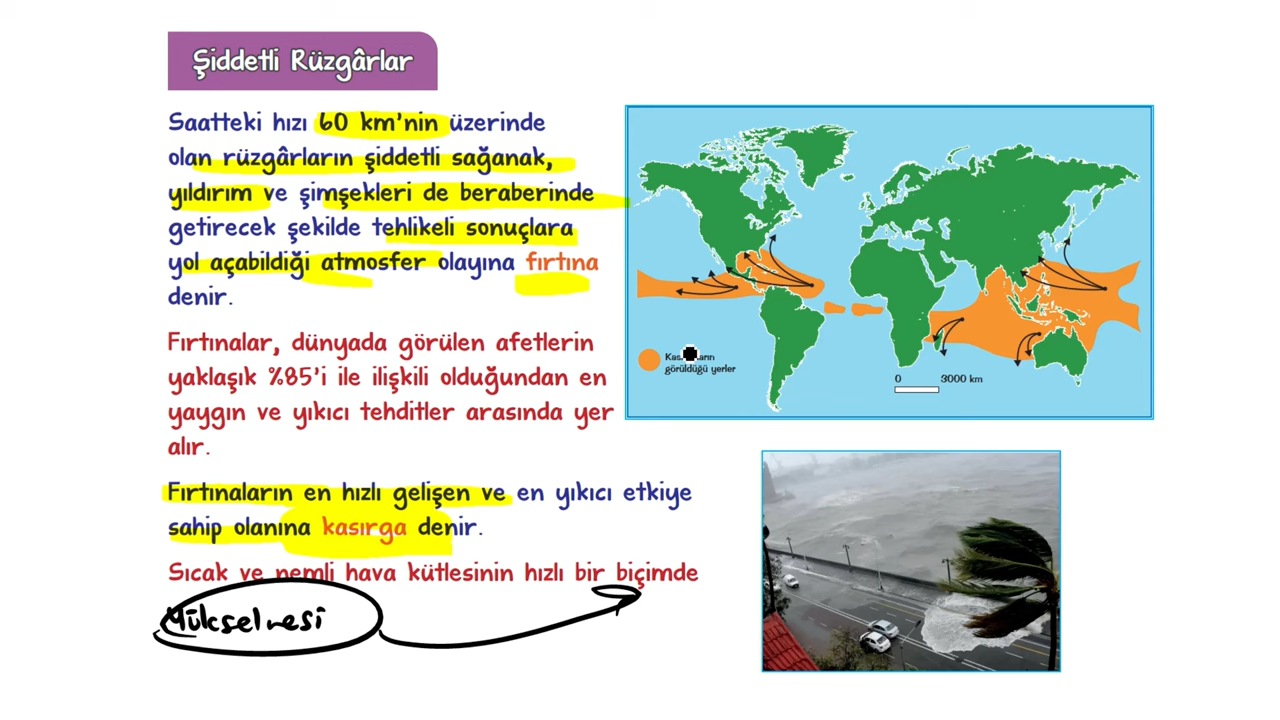 Şiddetli Rüzgârlar
Saatteki hızı 60 km'nin üzerinde
olan rüzgârların şiddetli sağanak,
yıldırım ve şimşekleri de beraberinde
getirecek şekilde tehlikeli sonuçlara
yol açabildiği atmosfer olayına fırtına
denir.
Fırtınalar, dünyada görülen afetlerin
yaklaşık %85'i ile ilişkili olduğundan en
yaygın ve yıkıcı tehditler arasında yer
alır.
Fırtınaların en hızlı gelişen ve en yıkıcı etkiye
sahip olanına kasırga denir.
Sıcak ve nemli hava kütlesinin hızlı bir biçimde
Yükselmesi
görüldüğü yerler
0 3000 km